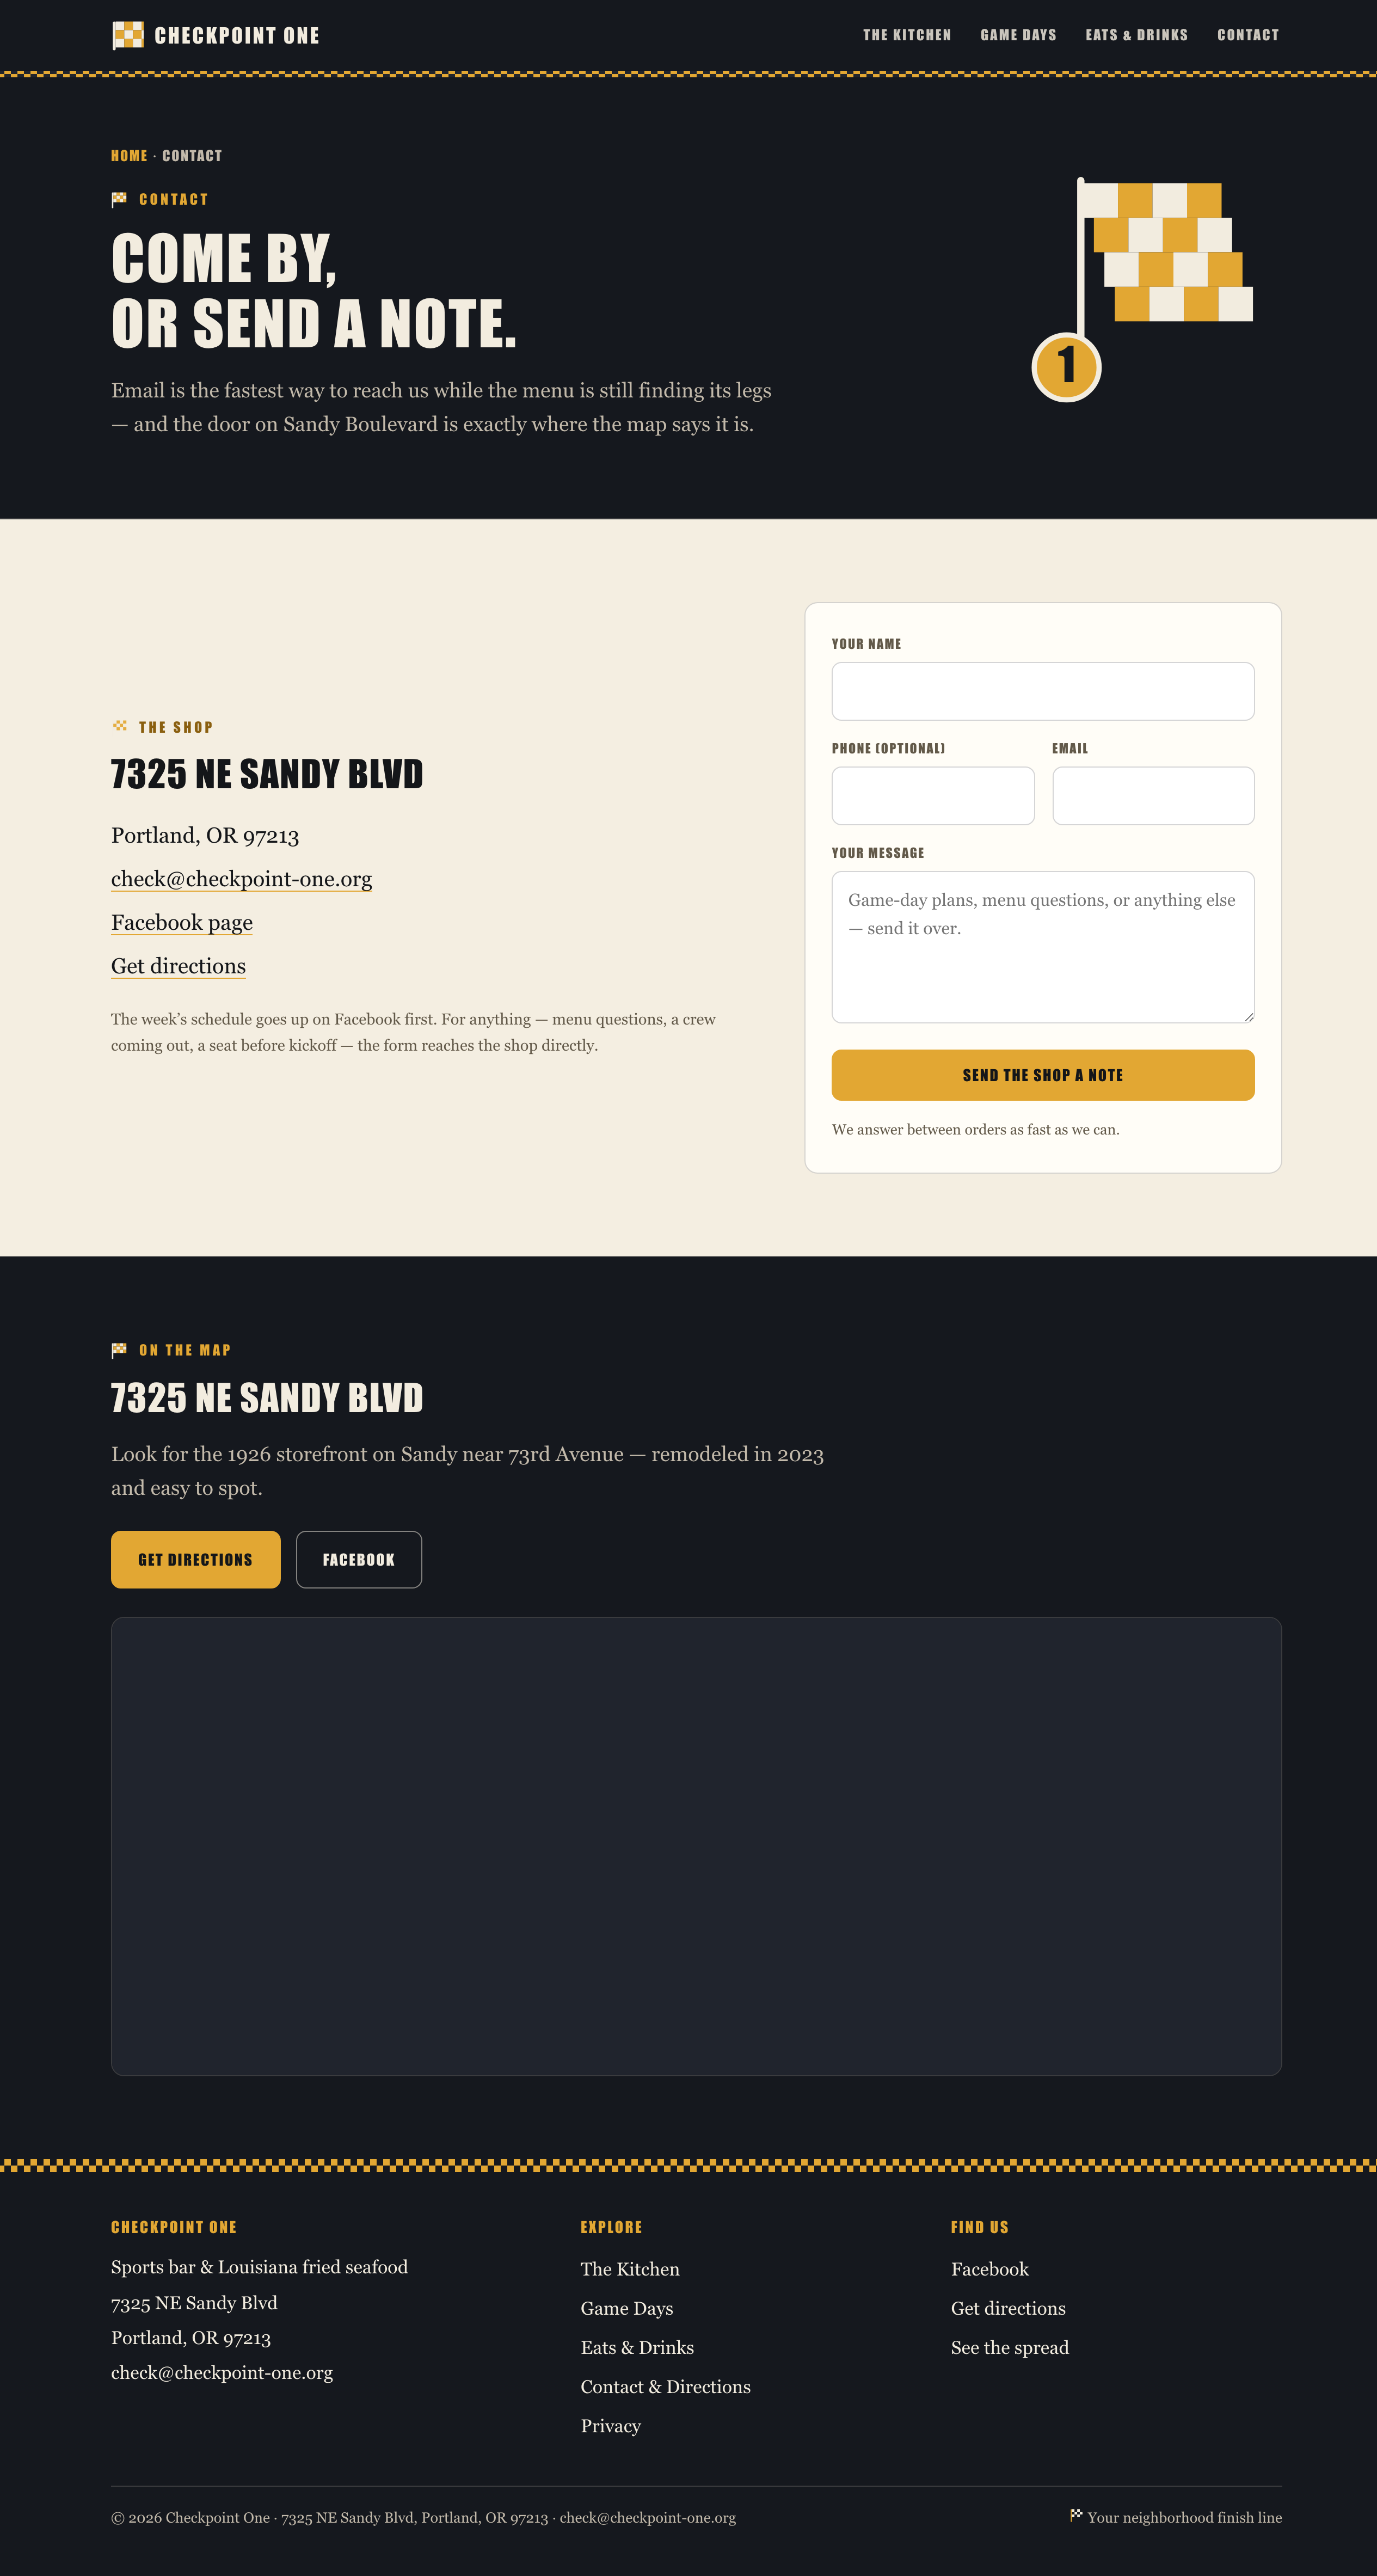 CHECKPOINT ONE
THE KITCHEN
GAME DAYS
EATS & DRINKS
CONTACT
HOME · CONTACT
CONTACT
COME BY,
OR SEND A NOTE.
Email is the fastest way to reach us while the menu is still finding its legs
— and the door on Sandy Boulevard is exactly where the map says it is.
1
THE SHOP
7325 NE SANDY BLVD
Portland, OR 97213
check@checkpoint-one.org
Facebook page
Get directions
The week’s schedule goes up on Facebook first. For anything — menu questions, a crew
coming out, a seat before kickoff — the form reaches the shop directly.
YOUR NAME
PHONE (OPTIONAL)
EMAIL
YOUR MESSAGE
Game-day plans, menu questions, or anything else
— send it over.
SEND THE SHOP A NOTE
We answer between orders as fast as we can.
ON THE MAP
7325 NE SANDY BLVD
Look for the 1926 storefront on Sandy near 73rd Avenue — remodeled in 2023
and easy to spot.
GET DIRECTIONS
FACEBOOK
CHECKPOINT ONE
Sports bar & Louisiana fried seafood
7325 NE Sandy Blvd
Portland, OR 97213
check@checkpoint-one.org
EXPLORE
The Kitchen
Game Days
Eats & Drinks
Contact & Directions
Privacy
FIND US
Facebook
Get directions
See the spread
© 2026 Checkpoint One · 7325 NE Sandy Blvd, Portland, OR 97213 · check@checkpoint-one.org
Your neighborhood finish line